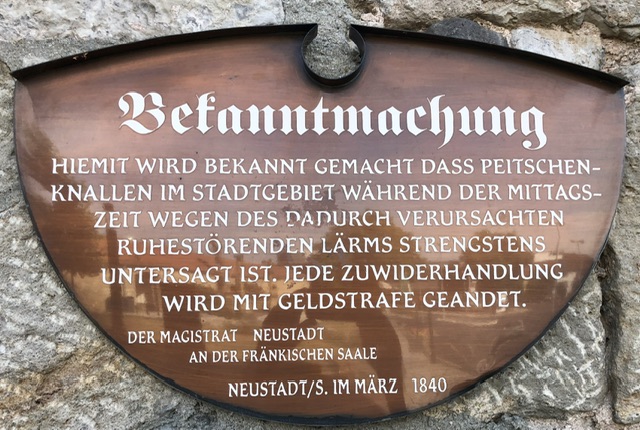 Bekanntmachung
HIEMIT WIRD BEKANNT GEMACHT DASS PEITSCHEN-
KNALLEN IM STADTGEBIET WÄHREND DER MITTAGS-
ZEIT WEGEN DES DADURCH VERURSACHTEN
RUHESTÖRENDEN LÄRMS STRENGSTENS
UNTERSAGT IST. JEDE ZUWIDERHANDLUNG
WIRD MIT GELDSTRAFE GEANDET.
DER MAGISTRAT NEUSTADT
AN DER FRÄNKISCHEN SAALE
NEUSTADT/S. IM MÄRZ 1840